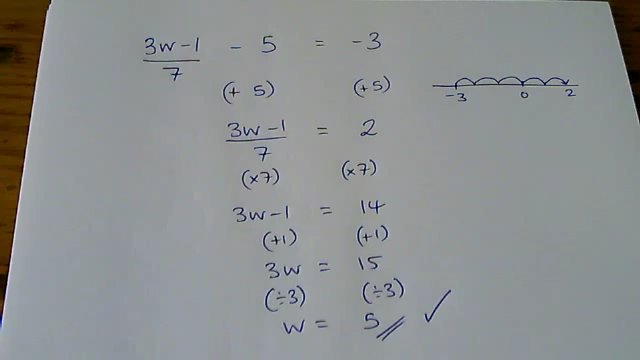 3w-1/7 - 5 = -3
(+ 5) (+5)
-3 0 2
3w-1/7 = 2
(×7) (×7)
3w-1 = 14
(+1) (+1)
3w = 15
(÷3) (÷3)
w = 5 ✓